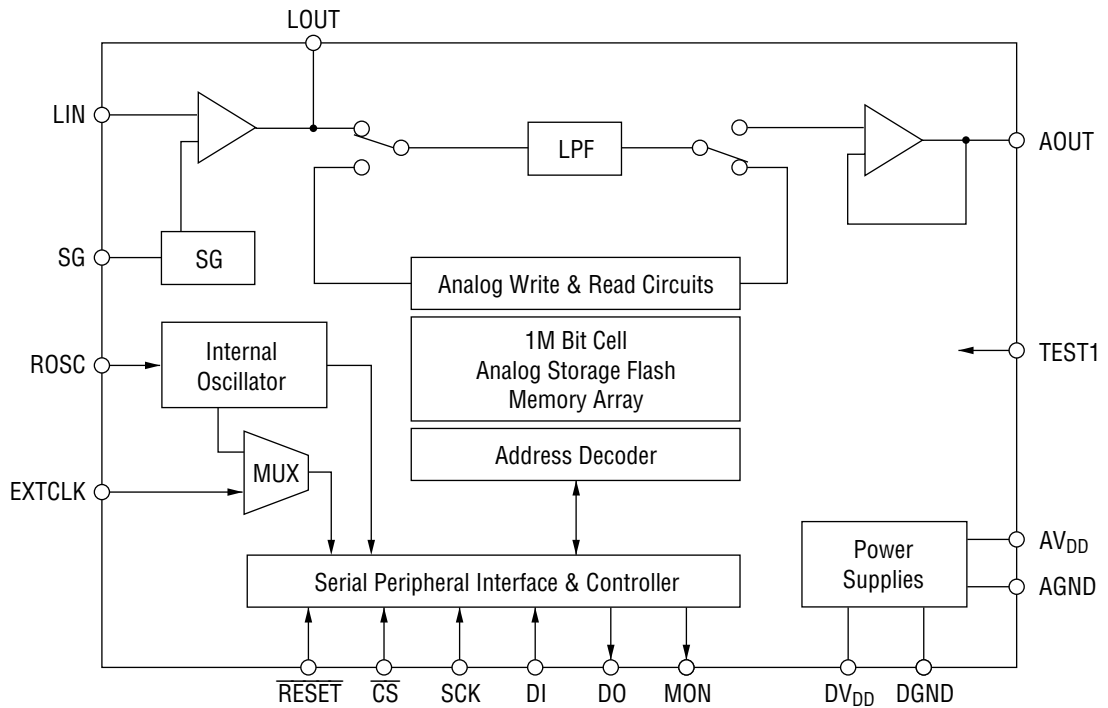 LOUT
LIN
LPF
AOUT
SG
SG
Analog Write & Read Circuits
ROSC
Internal
Oscillator
1M Bit Cell
Analog Storage Flash
Memory Array
TEST1
MUX
Address Decoder
EXTCLK
Power
Supplies
AVDD
AGND
Serial Peripheral Interface & Controller
RESET
CS
SCK
DI
DO
MON
DVDD
DGND